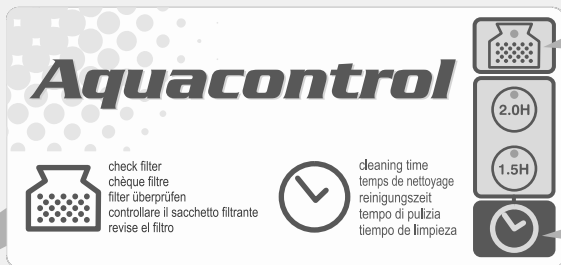 Aquacontrol
check filter
chèque filtre
filter überprüfen
controllare il sacchetto filtrante
revise el filtro
cleaning time
temps de nettoyage
reinigungszeit
tempo di pulizia
tiempo de limpieza
2.0H
1.5H